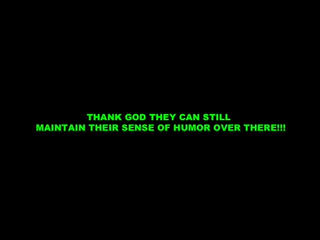 THANK GOD THEY CAN STILL
MAINTAIN THEIR SENSE OF HUMOR OVER THERE!!!